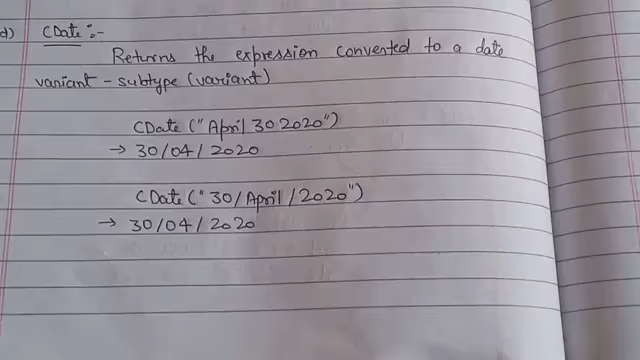 d) CDate :-
Returns the expression converted to a date
variant - subtype (variant)
CDate ("April 30 2020")
→ 30/04/2020
CDate ("30/April/2020")
→ 30/04/2020